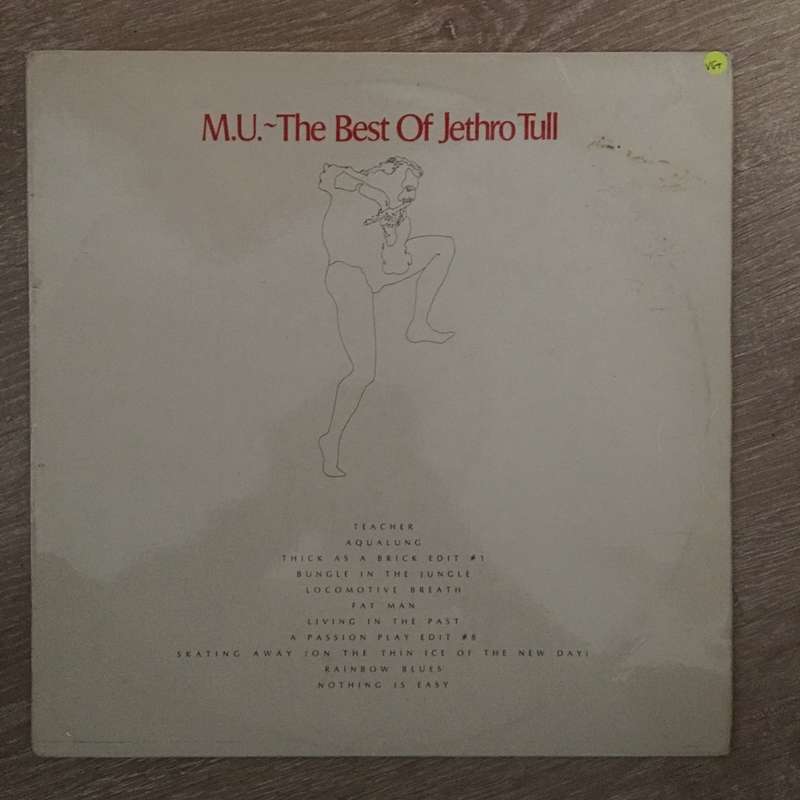 VG+
M.U.~The Best Of Jethro Tull
TEACHER
AQUALUNG
THICK AS A BRICK EDIT #1
BUNGLE IN THE JUNGLE
LOCOMOTIVE BREATH
FAT MAN
LIVING IN THE PAST
A PASSION PLAY EDIT #8
SKATING AWAY (ON THE THIN ICE OF THE NEW DAY)
RAINBOW BLUES
NOTHING IS EASY